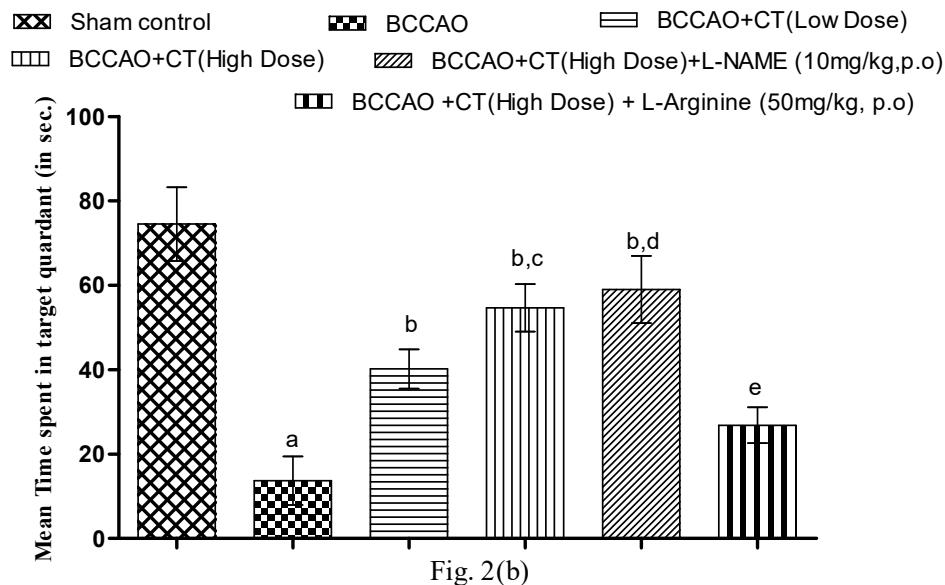 Sham control BCCAO BCCAO+CT(Low Dose)
BCCAO+CT(High Dose) BCCAO+CT(High Dose)+L-NAME (10mg/kg,p.o)
BCCAO +CT(High Dose) + L-Arginine (50mg/kg, p.o)
Mean Time spent in target quardant (in sec.)
100
80
60
40
20
0
a
b
b,c
b,d
e
Fig. 2(b)